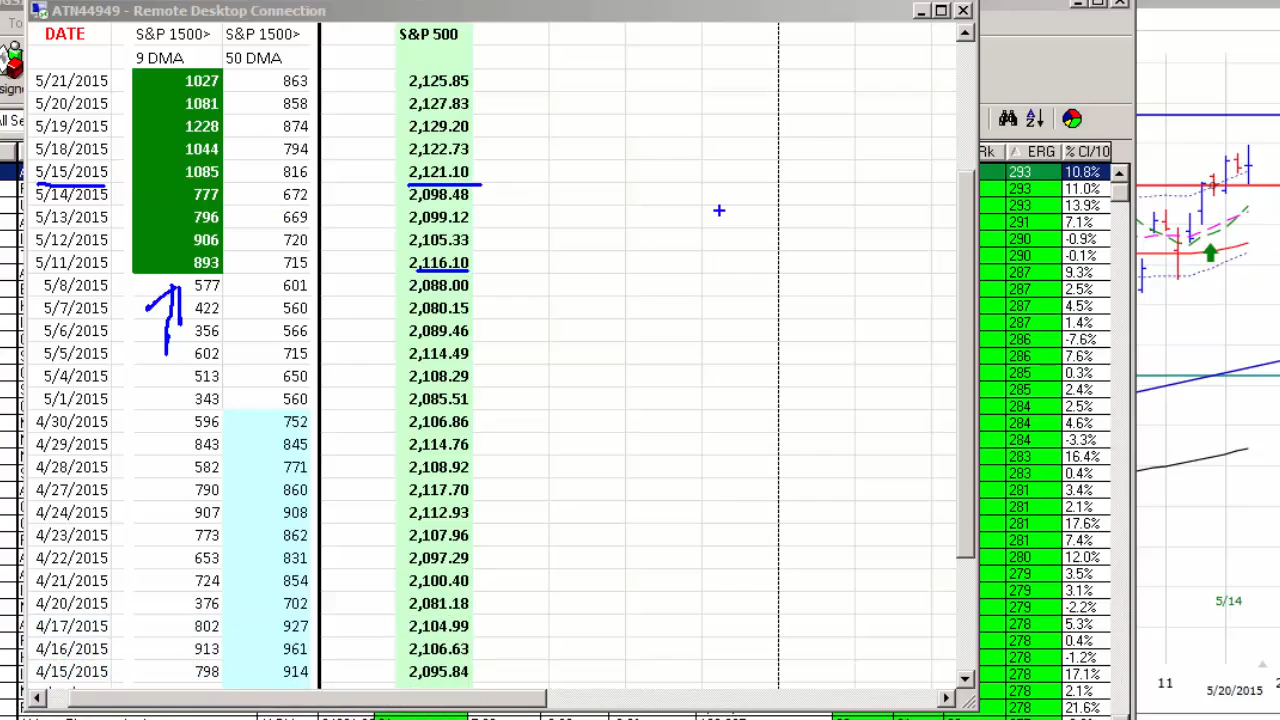 ATN44949 - Remote Desktop Connection
DATE S&P 1500> S&P 1500> S&P 500
9 DMA 50 DMA
5/21/2015 1027 863 2,125.85
5/20/2015 1081 858 2,127.83
5/19/2015 1228 874 2,129.20
5/18/2015 1044 794 2,122.73
5/15/2015 1085 816 2,121.10
5/14/2015 777 672 2,098.48
5/13/2015 796 669 2,099.12
5/12/2015 906 720 2,105.33
5/11/2015 893 715 2,116.10
5/8/2015 577 601 2,088.00
5/7/2015 422 560 2,080.15
5/6/2015 356 566 2,089.46
5/5/2015 602 715 2,114.49
5/4/2015 513 650 2,108.29
5/1/2015 343 560 2,085.51
4/30/2015 596 752 2,106.86
4/29/2015 843 845 2,114.76
4/28/2015 582 771 2,108.92
4/27/2015 790 860 2,117.70
4/24/2015 907 908 2,112.93
4/23/2015 773 862 2,107.96
4/22/2015 653 831 2,097.29
4/21/2015 724 854 2,100.40
4/20/2015 376 702 2,081.18
4/17/2015 802 927 2,104.99
4/16/2015 913 961 2,106.63
4/15/2015 798 914 2,095.84
Rk ERG % CI/10
293 10.8%
293 11.0%
293 13.9%
291 7.1%
290 -0.9%
290 -0.1%
287 9.3%
287 2.5%
287 4.5%
287 1.4%
286 -7.6%
286 7.6%
285 0.3%
285 2.4%
284 2.5%
284 4.6%
284 -3.3%
283 16.4%
283 0.4%
281 3.4%
281 2.1%
281 17.6%
281 7.4%
280 12.0%
279 3.5%
279 3.1%
279 -2.2%
278 5.3%
278 0.4%
278 -1.2%
278 17.1%
278 2.1%
278 21.6%
5/14
11 5/20/2015